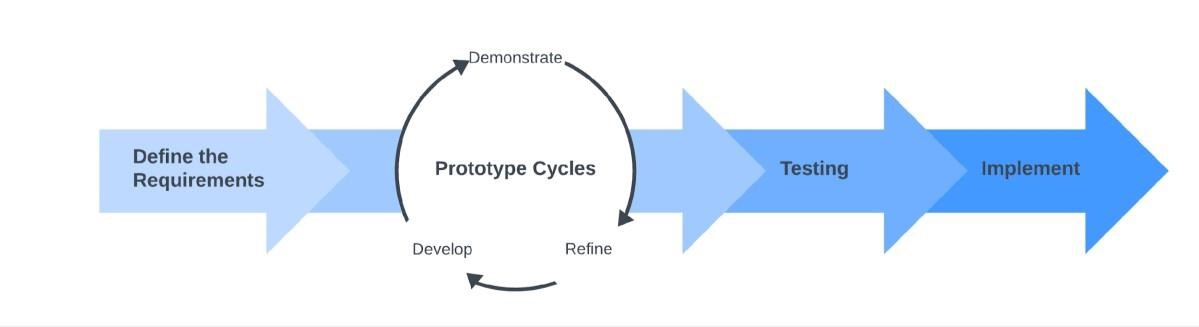 Demonstrate
Define the
Requirements
Prototype Cycles
Testing
Implement
Develop
Refine